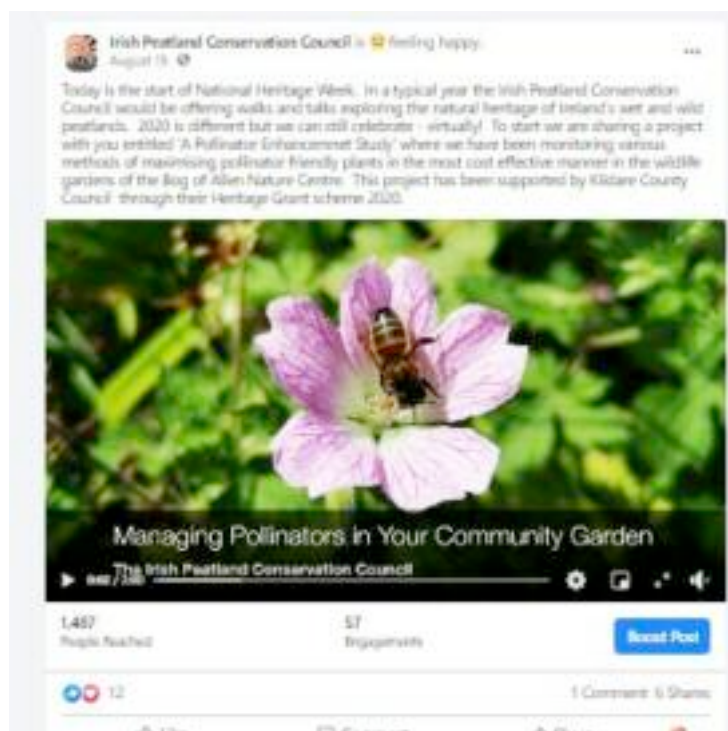 Irish Peatland Conservation Council is feeling happy.
August 15
Today is the start of National Heritage Week. In a typical year the Irish Peatland Conservation
Council would be offering walks and talks exploring the natural heritage of Ireland's wet and wild
peatlands. 2020 is different but we can still celebrate - virtually! To start we are sharing a project
with you entitled 'A Pollinator Enhancemnet Study' where we have been monitoring various
methods of maximising pollinator friendly plants in the most cost effective manner in the wildlife
gardens of the Bog of Allen Nature Centre. This project has been supported by Kildare County
Council through their Heritage Grant scheme 2020.
Managing Pollinators in Your Community Garden
The Irish Peatland Conservation Council
1,487
People Reached
57
Engagements
Boost Post
12
1 Comment 6 Shares